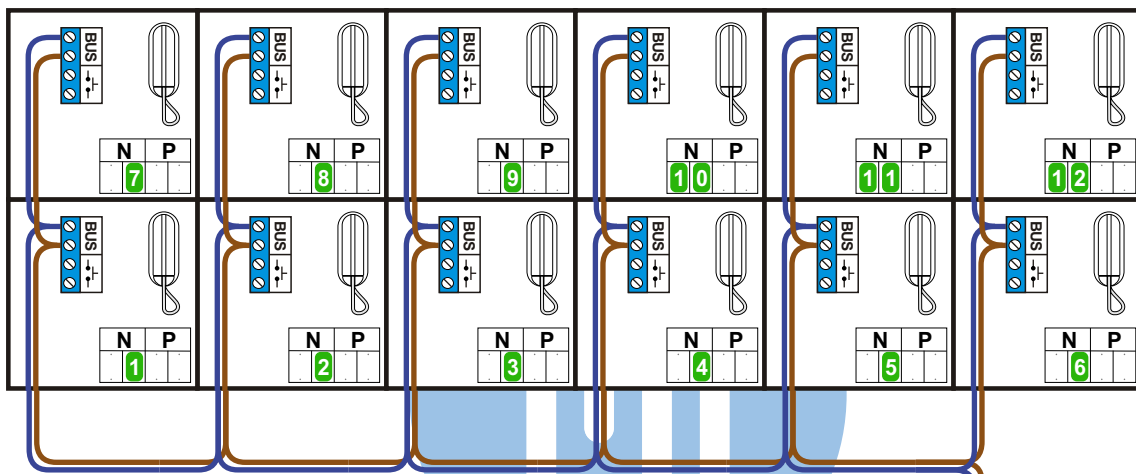 BUS BUS BUS BUS BUS BUS
N P N P N P N P N P N P
7 8 9 10 11 12
BUS BUS BUS BUS BUS BUS
N P N P N P N P N P N P
1 2 3 4 5 6